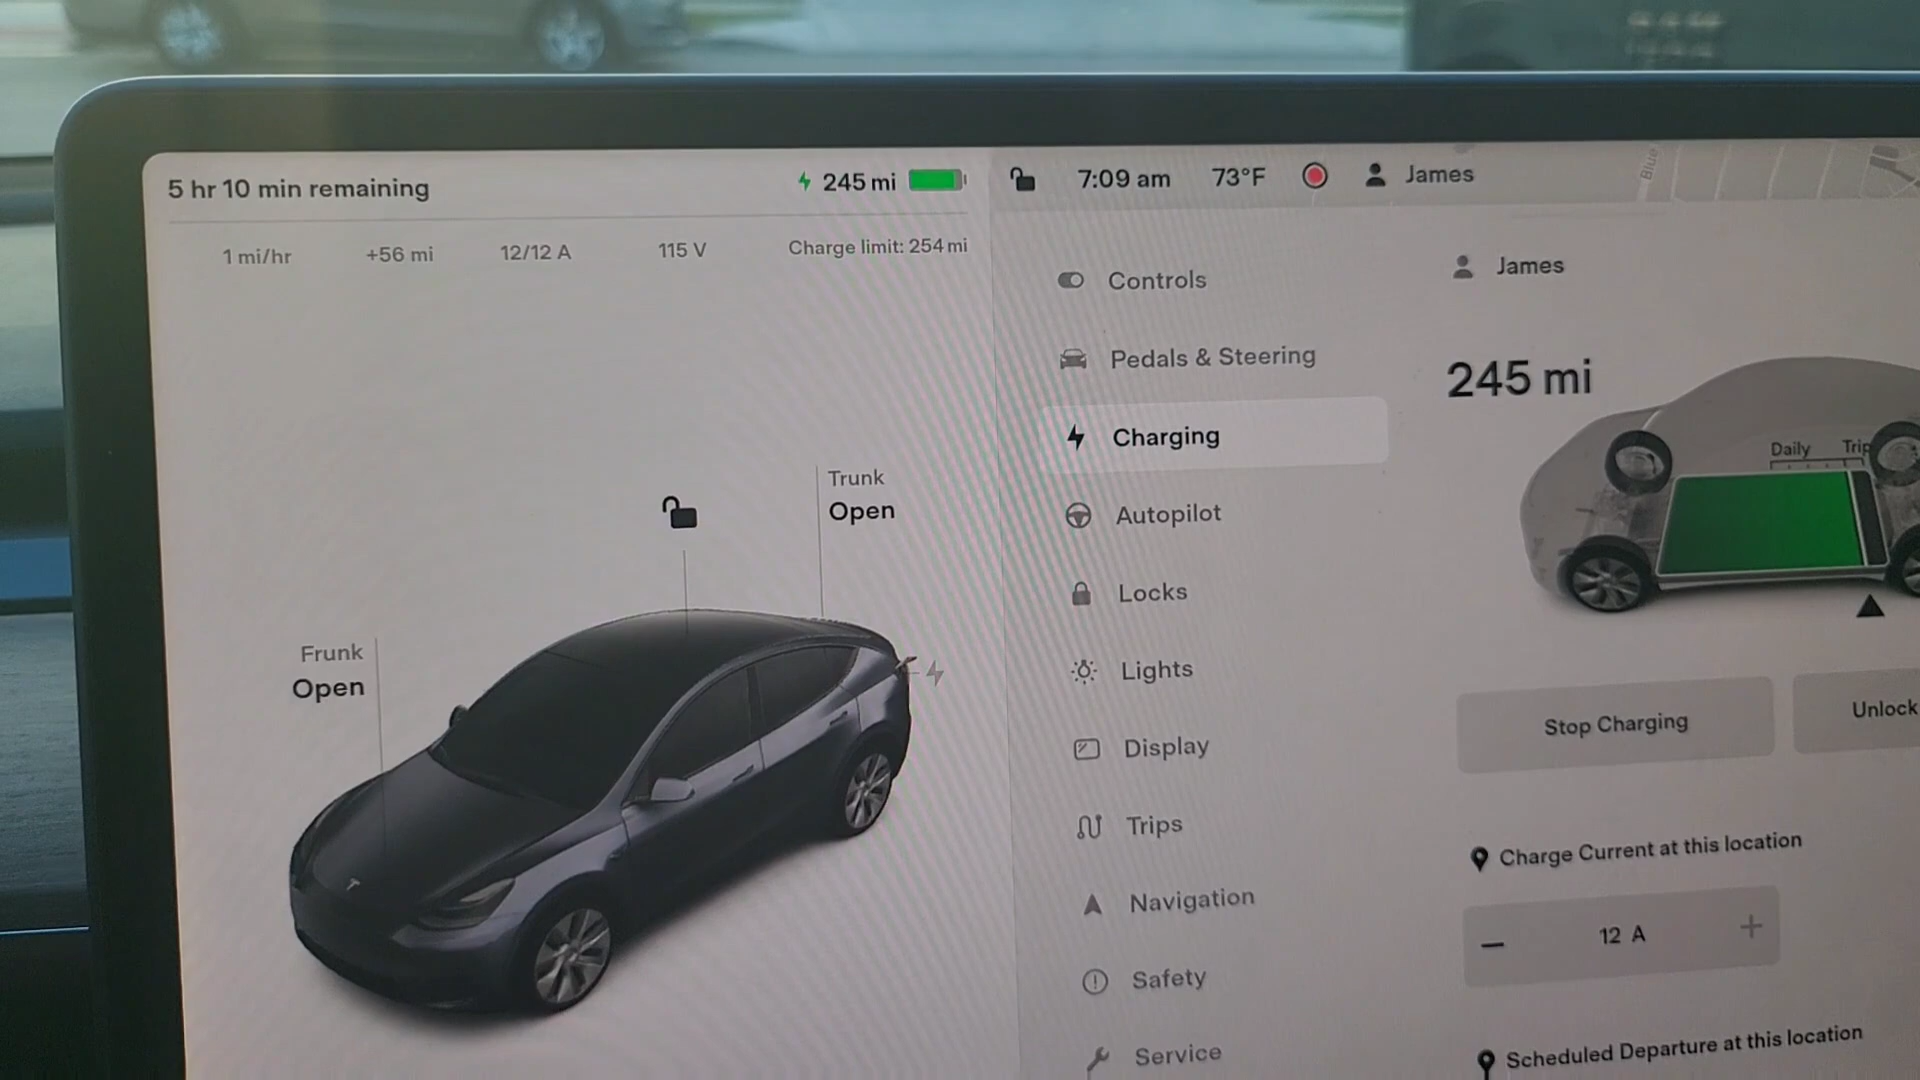 5 hr 10 min remaining
245 mi
1 mi/hr
+56 mi
12/12 A
115 V
Charge limit: 254 mi
Trunk
Open
Frunk
Open
7:09 am
73°F
James
Blue
Controls
Pedals & Steering
Charging
Autopilot
Locks
Lights
Display
Trips
Navigation
Safety
Service
James
245 mi
Daily
Trip
Stop Charging
Unlock
Charge Current at this location
12 A
Scheduled Departure at this location